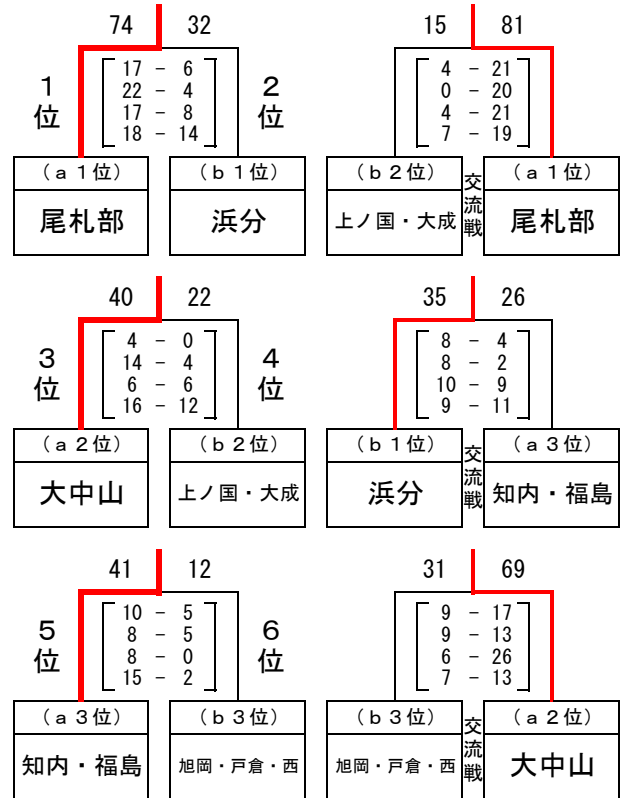 74 32
17 - 6
22 - 4
17 - 8
18 - 14
1位
2位
(a1位)
(b1位)
尾札部
浜分
15 81
4 - 21
0 - 20
4 - 21
7 - 19
(b2位)
(a1位)
交流戦
上ノ国・大成
尾札部
40 22
4 - 0
14 - 4
6 - 6
16 - 12
3位
4位
(a2位)
(b2位)
大中山
上ノ国・大成
35 26
8 - 4
8 - 2
10 - 9
9 - 11
(b1位)
(a3位)
交流戦
浜分
知内・福島
41 12
10 - 5
8 - 5
8 - 0
15 - 2
5位
6位
(a3位)
(b3位)
知内・福島
旭岡・戸倉・西
31 69
9 - 17
9 - 13
6 - 26
7 - 13
(b3位)
(a2位)
交流戦
旭岡・戸倉・西
大中山